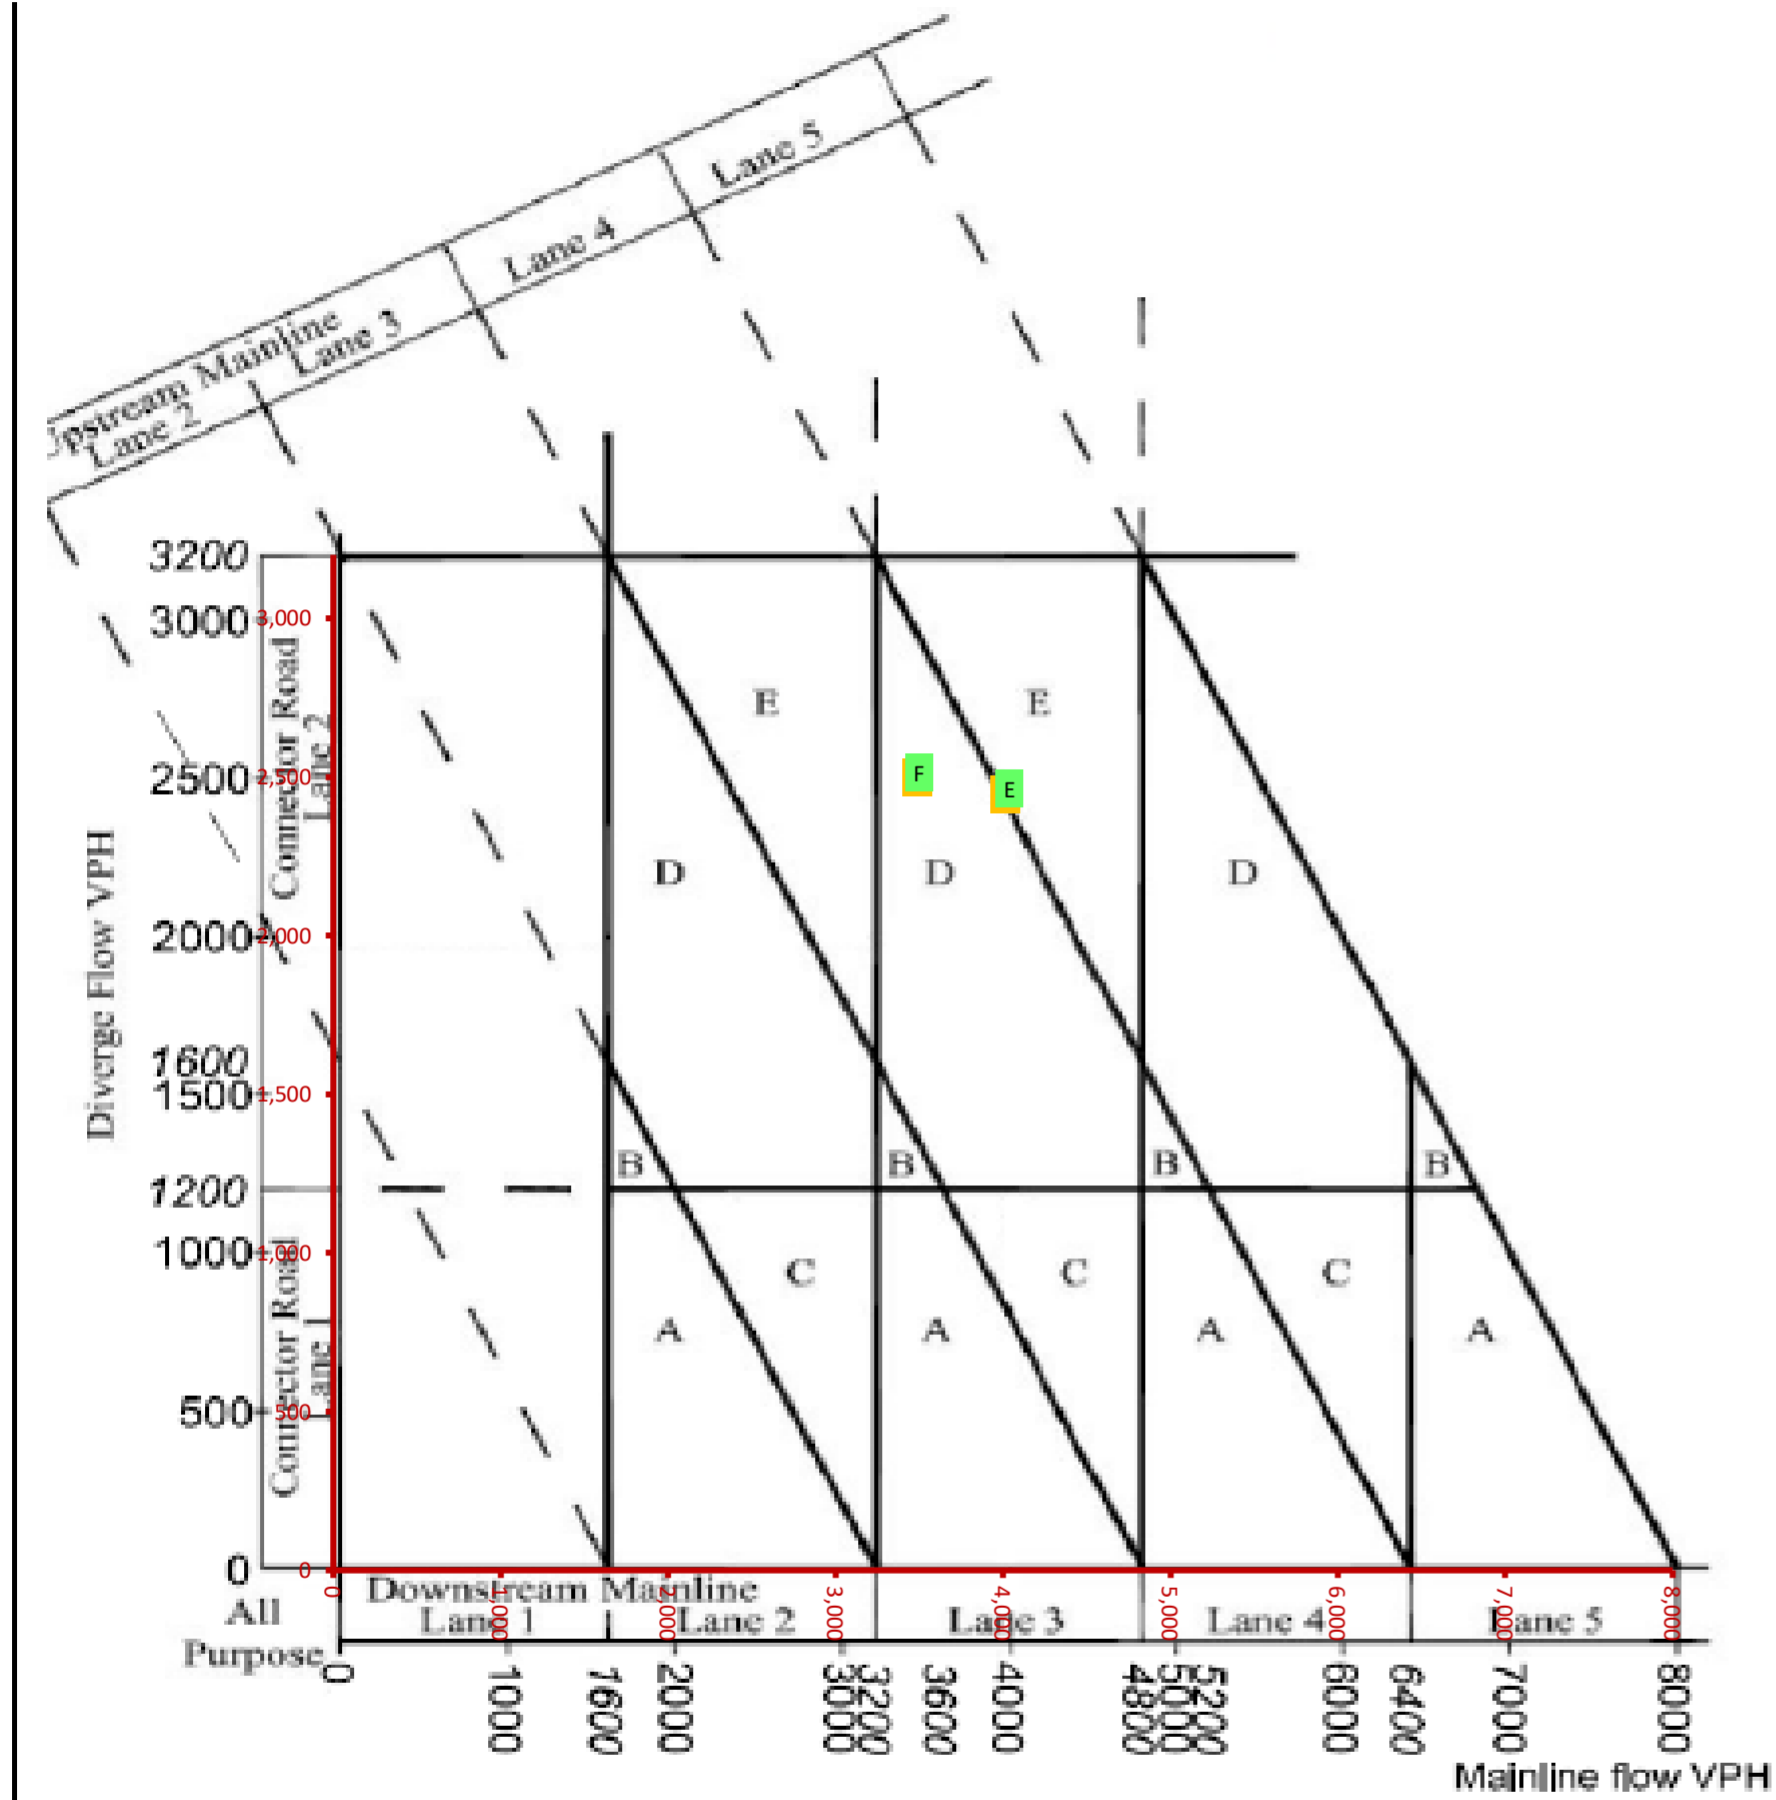 Lane 5
Lane 4
Upstream Mainline
Lane 3
Lane 2
3200
3000
3,000
Connector Road
Lane 2
2500
2,500
2000
2,000
Diverge Flow VPH
1600
1500
1,500
1200
1000
1,000
Connector Road
Lane 1
500
500
0
0
E
E
F
E
D
D
D
B
B
B
B
C
C
C
A
A
A
A
0
1,000
2,000
3,000
4,000
5,000
6,000
7,000
8,000
Downstream Mainline
All
Purpose
Lane 1
Lane 2
Lane 3
Lane 4
Lane 5
0
1000
1600
2000
3000
3200
3600
4000
4800
5000
5200
6000
6400
7000
8000
Mainline flow VPH